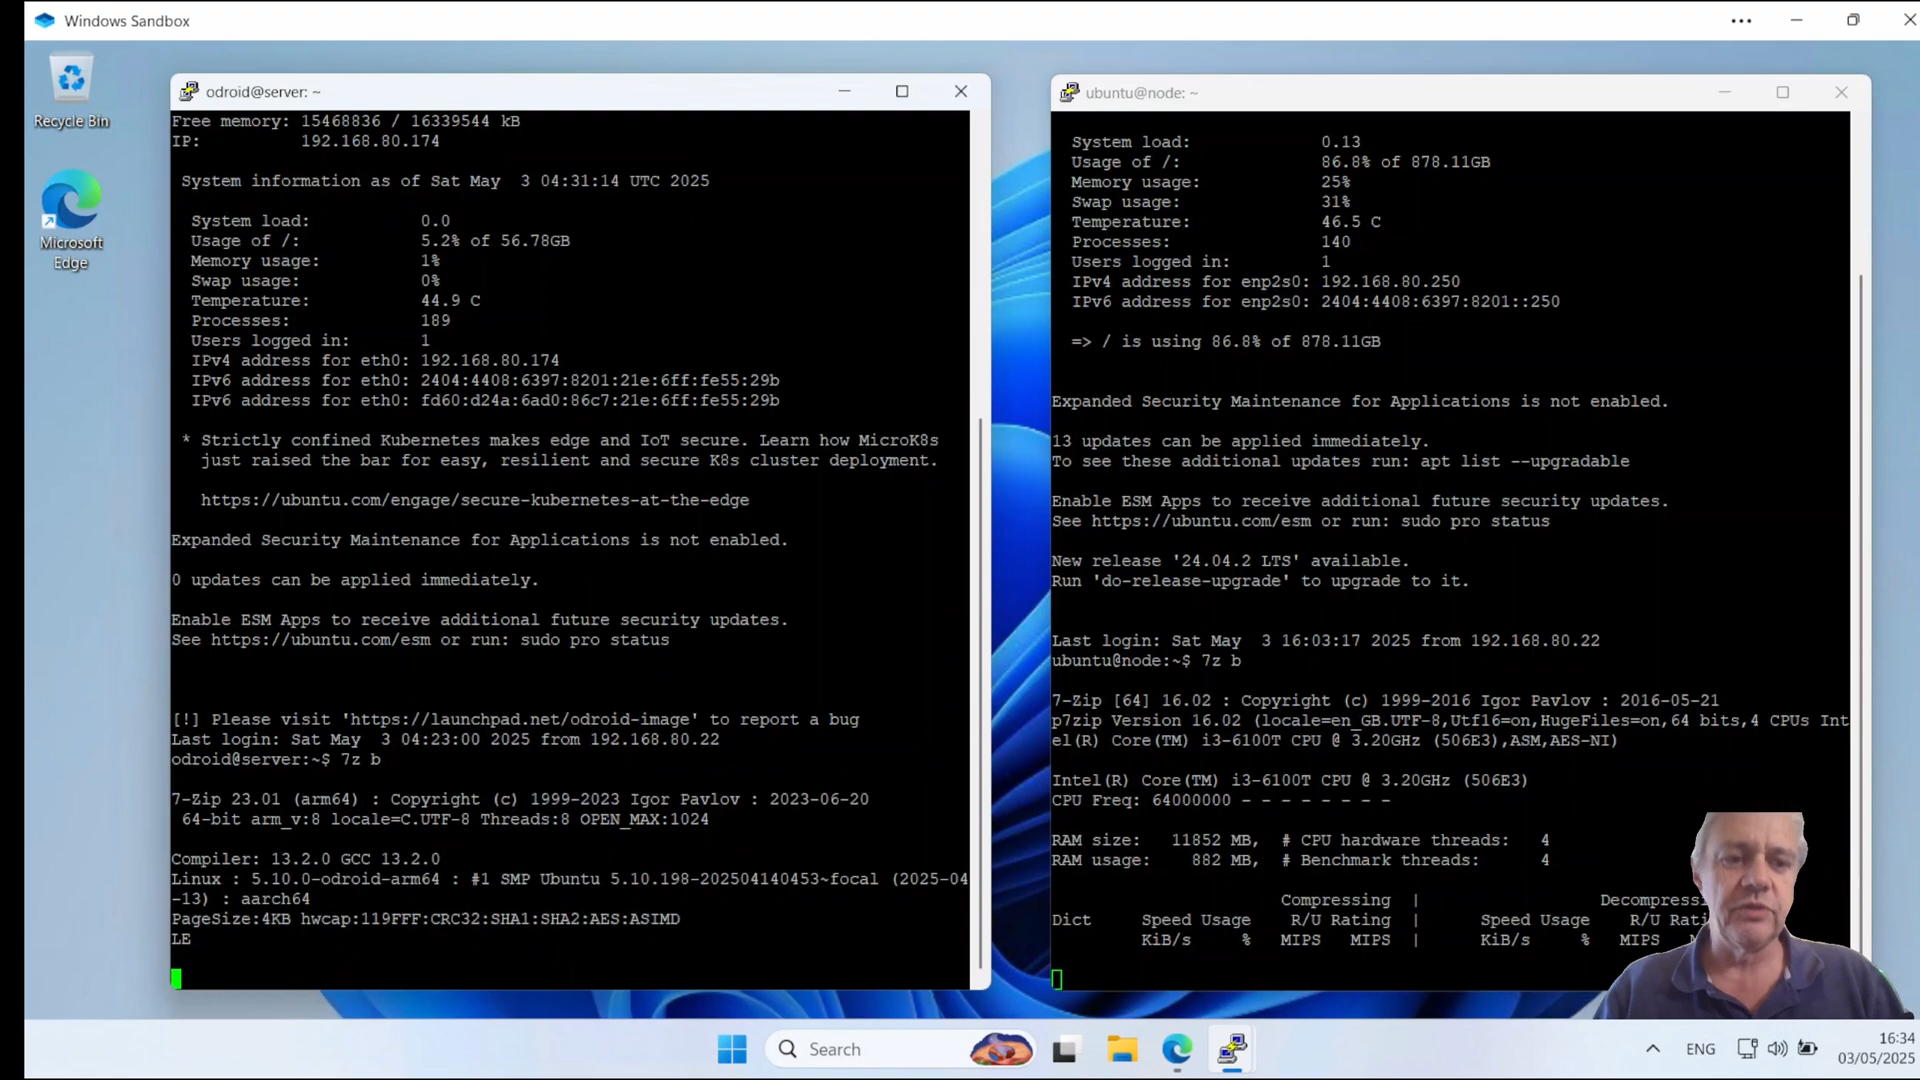 Windows Sandbox
Recycle Bin
Microsoft
Edge
odroid@server: ~
Free memory: 15468836 / 16339544 kB
IP: 192.168.80.174
System information as of Sat May 3 04:31:14 UTC 2025
System load: 0.0
Usage of /: 5.2% of 56.78GB
Memory usage: 1%
Swap usage: 0%
Temperature: 44.9 C
Processes: 189
Users logged in: 1
IPv4 address for eth0: 192.168.80.174
IPv6 address for eth0: 2404:4408:6397:8201:21e:6ff:fe55:29b
IPv6 address for eth0: fd60:d24a:6ad0:86c7:21e:6ff:fe55:29b
* Strictly confined Kubernetes makes edge and IoT secure. Learn how MicroK8s
just raised the bar for easy, resilient and secure K8s cluster deployment.
https://ubuntu.com/engage/secure-kubernetes-at-the-edge
Expanded Security Maintenance for Applications is not enabled.
0 updates can be applied immediately.
Enable ESM Apps to receive additional future security updates.
See https://ubuntu.com/esm or run: sudo pro status
[!] Please visit 'https://launchpad.net/odroid-image' to report a bug
Last login: Sat May 3 04:23:00 2025 from 192.168.80.22
odroid@server:~$ 7z b
7-Zip 23.01 (arm64) : Copyright (c) 1999-2023 Igor Pavlov : 2023-06-20
64-bit arm_v:8 locale=C.UTF-8 Threads:8 OPEN_MAX:1024
Compiler: 13.2.0 GCC 13.2.0
Linux : 5.10.0-odroid-arm64 : #1 SMP Ubuntu 5.10.198-202504140453~focal (2025-04
-13) : aarch64
PageSize:4KB hwcap:119FFF:CRC32:SHA1:SHA2:AES:ASIMD
LE
ubuntu@node: ~
System load: 0.13
Usage of /: 86.8% of 878.11GB
Memory usage: 25%
Swap usage: 31%
Temperature: 46.5 C
Processes: 140
Users logged in: 1
IPv4 address for enp2s0: 192.168.80.250
IPv6 address for enp2s0: 2404:4408:6397:8201::250
=> / is using 86.8% of 878.11GB
Expanded Security Maintenance for Applications is not enabled.
13 updates can be applied immediately.
To see these additional updates run: apt list --upgradable
Enable ESM Apps to receive additional future security updates.
See https://ubuntu.com/esm or run: sudo pro status
New release '24.04.2 LTS' available.
Run 'do-release-upgrade' to upgrade to it.
Last login: Sat May 3 16:03:17 2025 from 192.168.80.22
ubuntu@node:~$ 7z b
7-Zip [64] 16.02 : Copyright (c) 1999-2016 Igor Pavlov : 2016-05-21
p7zip Version 16.02 (locale=en_GB.UTF-8,Utf16=on,HugeFiles=on,64 bits,4 CPUs Int
el(R) Core(TM) i3-6100T CPU @ 3.20GHz (506E3),ASM,AES-NI)
Intel(R) Core(TM) i3-6100T CPU @ 3.20GHz (506E3)
CPU Freq: 64000000 - - - - - - - -
RAM size: 11852 MB, # CPU hardware threads: 4
RAM usage: 882 MB, # Benchmark threads: 4
Compressing | Decompressi
Dict Speed Usage R/U Rating | Speed Usage R/U Rati
KiB/s % MIPS MIPS | KiB/s % MIPS
Search
ENG
16:34
03/05/2025